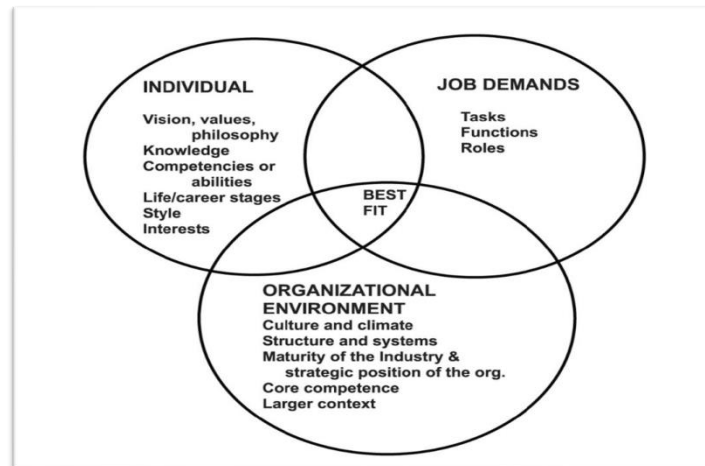 INDIVIDUAL
Vision, values,
philosophy
Knowledge
Competencies or
abilities
Life/career stages
Style
Interests
JOB DEMANDS
Tasks
Functions
Roles
BEST
FIT
ORGANIZATIONAL
ENVIRONMENT
Culture and climate
Structure and systems
Maturity of the Industry &
strategic position of the org.
Core competence
Larger context